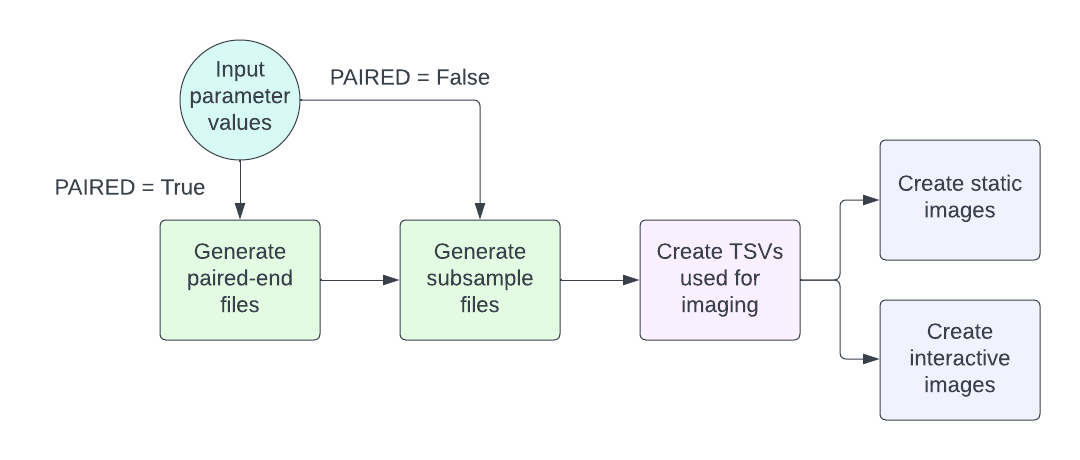 Input
parameter
values
PAIRED = False
PAIRED = True
Generate
paired-end
files
Generate
subsample
files
Create TSVs
used for
imaging
Create static
images
Create
interactive
images